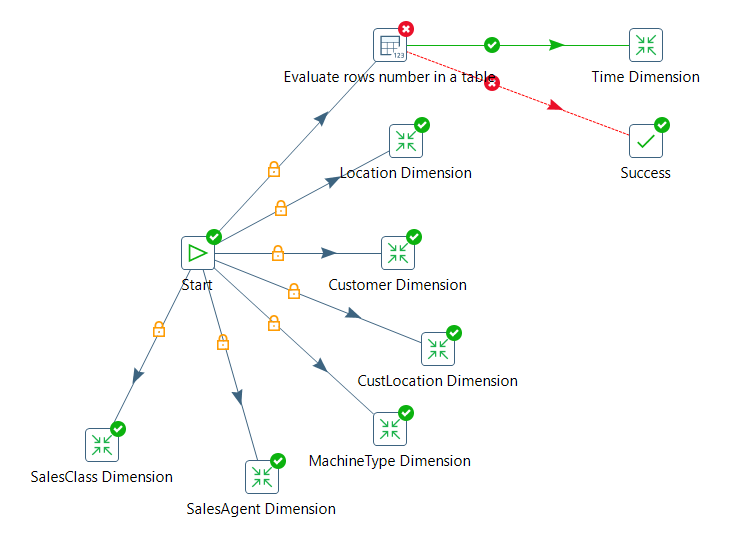 Evaluate rows number in a table
Time Dimension
123
Location Dimension
Success
Start
Customer Dimension
CustLocation Dimension
MachineType Dimension
SalesClass Dimension
SalesAgent Dimension